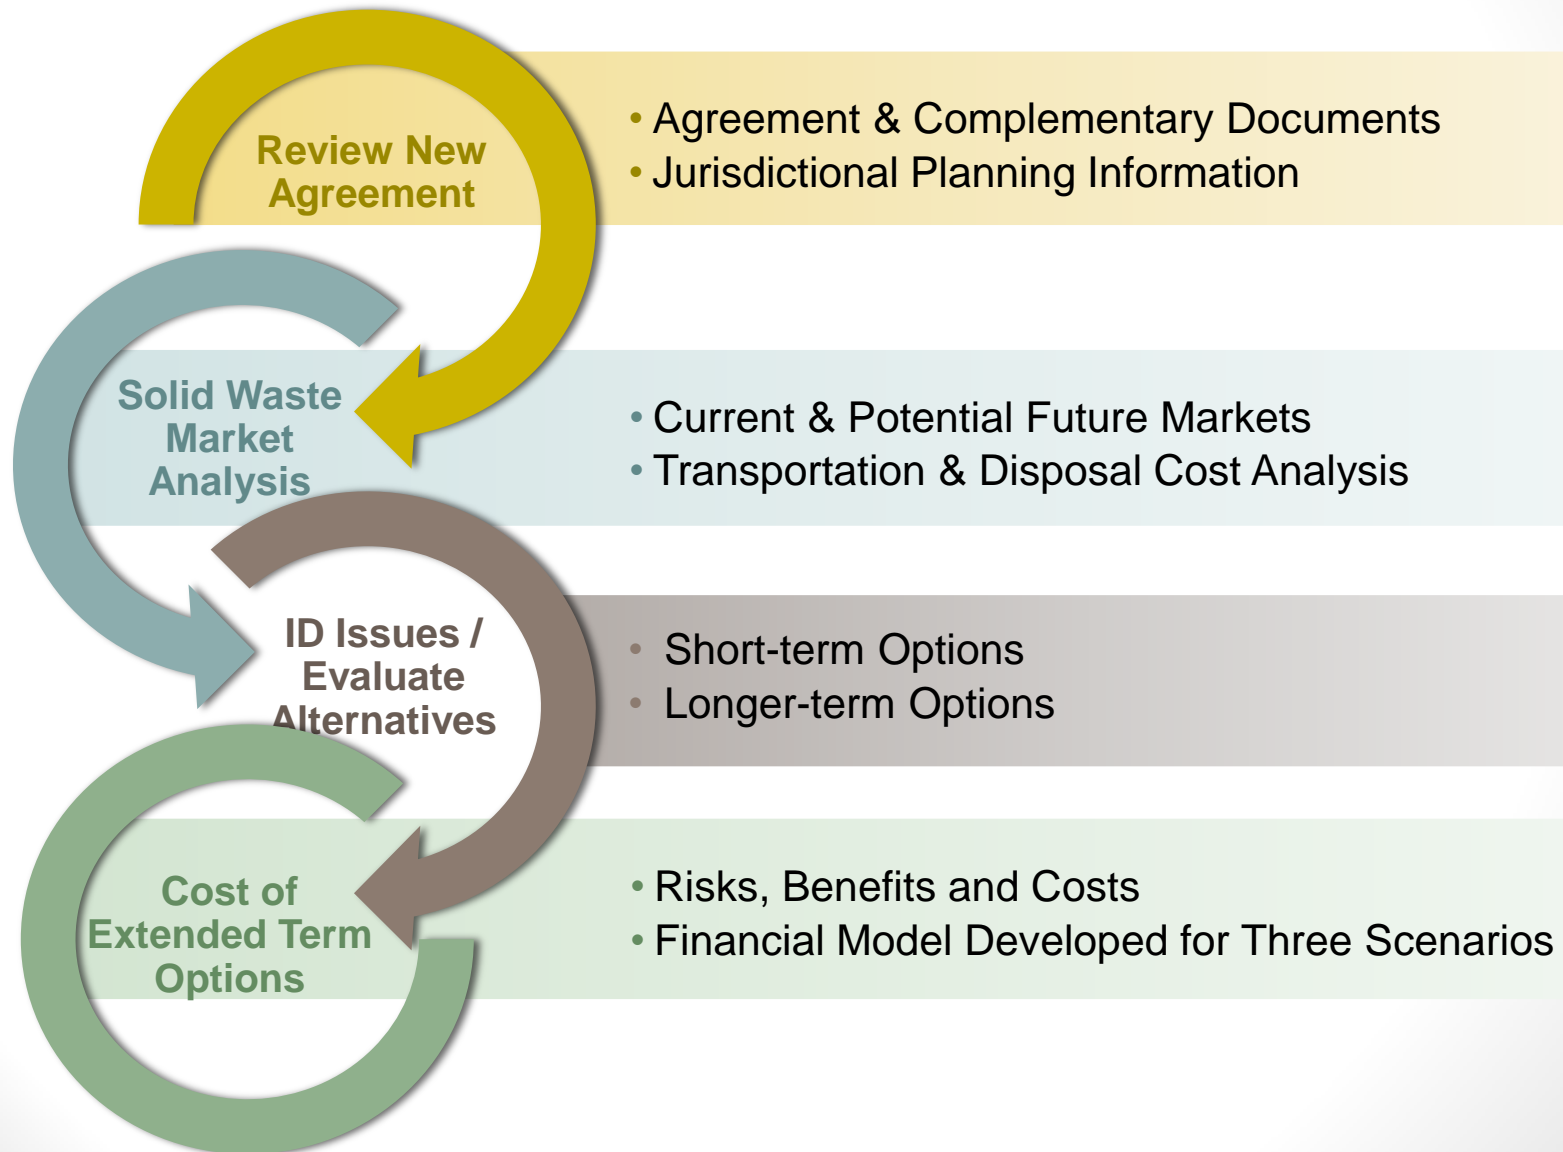 Review New
Agreement
• Agreement & Complementary Documents
• Jurisdictional Planning Information
Solid Waste
Market
Analysis
• Current & Potential Future Markets
• Transportation & Disposal Cost Analysis
ID Issues /
Evaluate
Alternatives
• Short-term Options
• Longer-term Options
Cost of
Extended Term
Options
• Risks, Benefits and Costs
• Financial Model Developed for Three Scenarios